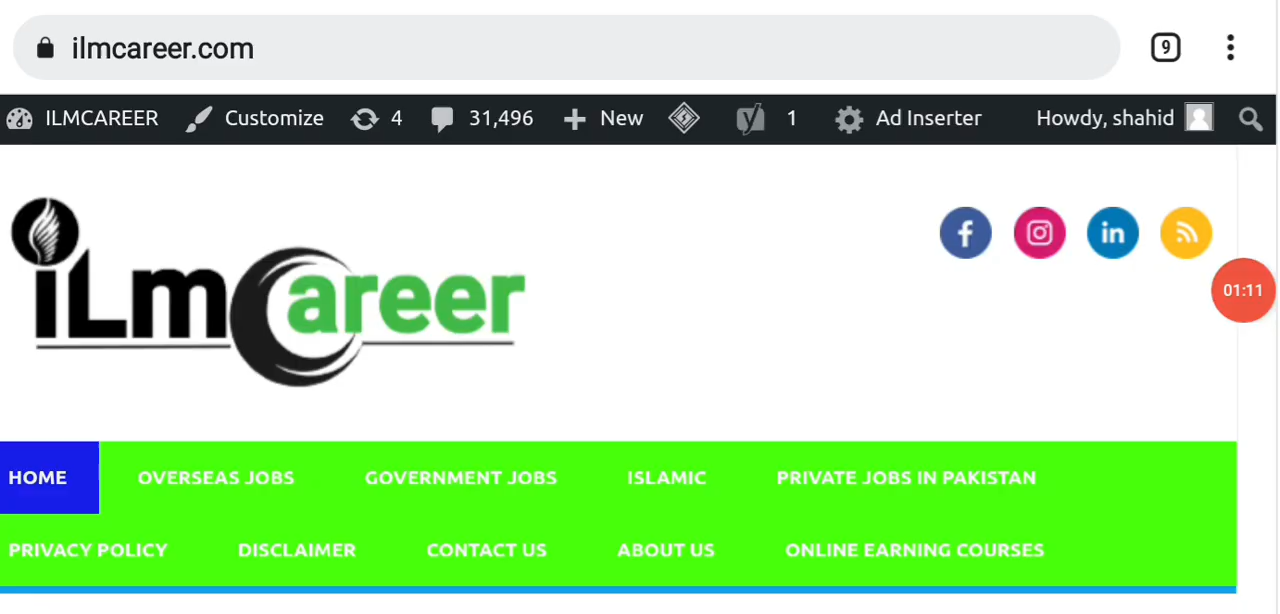 ilmcareer.com
9
ILMCAREER Customize 4 31,496 New 1 Ad Inserter Howdy, shahid
iLmCareer
f in
01:11
HOME OVERSEAS JOBS GOVERNMENT JOBS ISLAMIC PRIVATE JOBS IN PAKISTAN
PRIVACY POLICY DISCLAIMER CONTACT US ABOUT US ONLINE EARNING COURSES